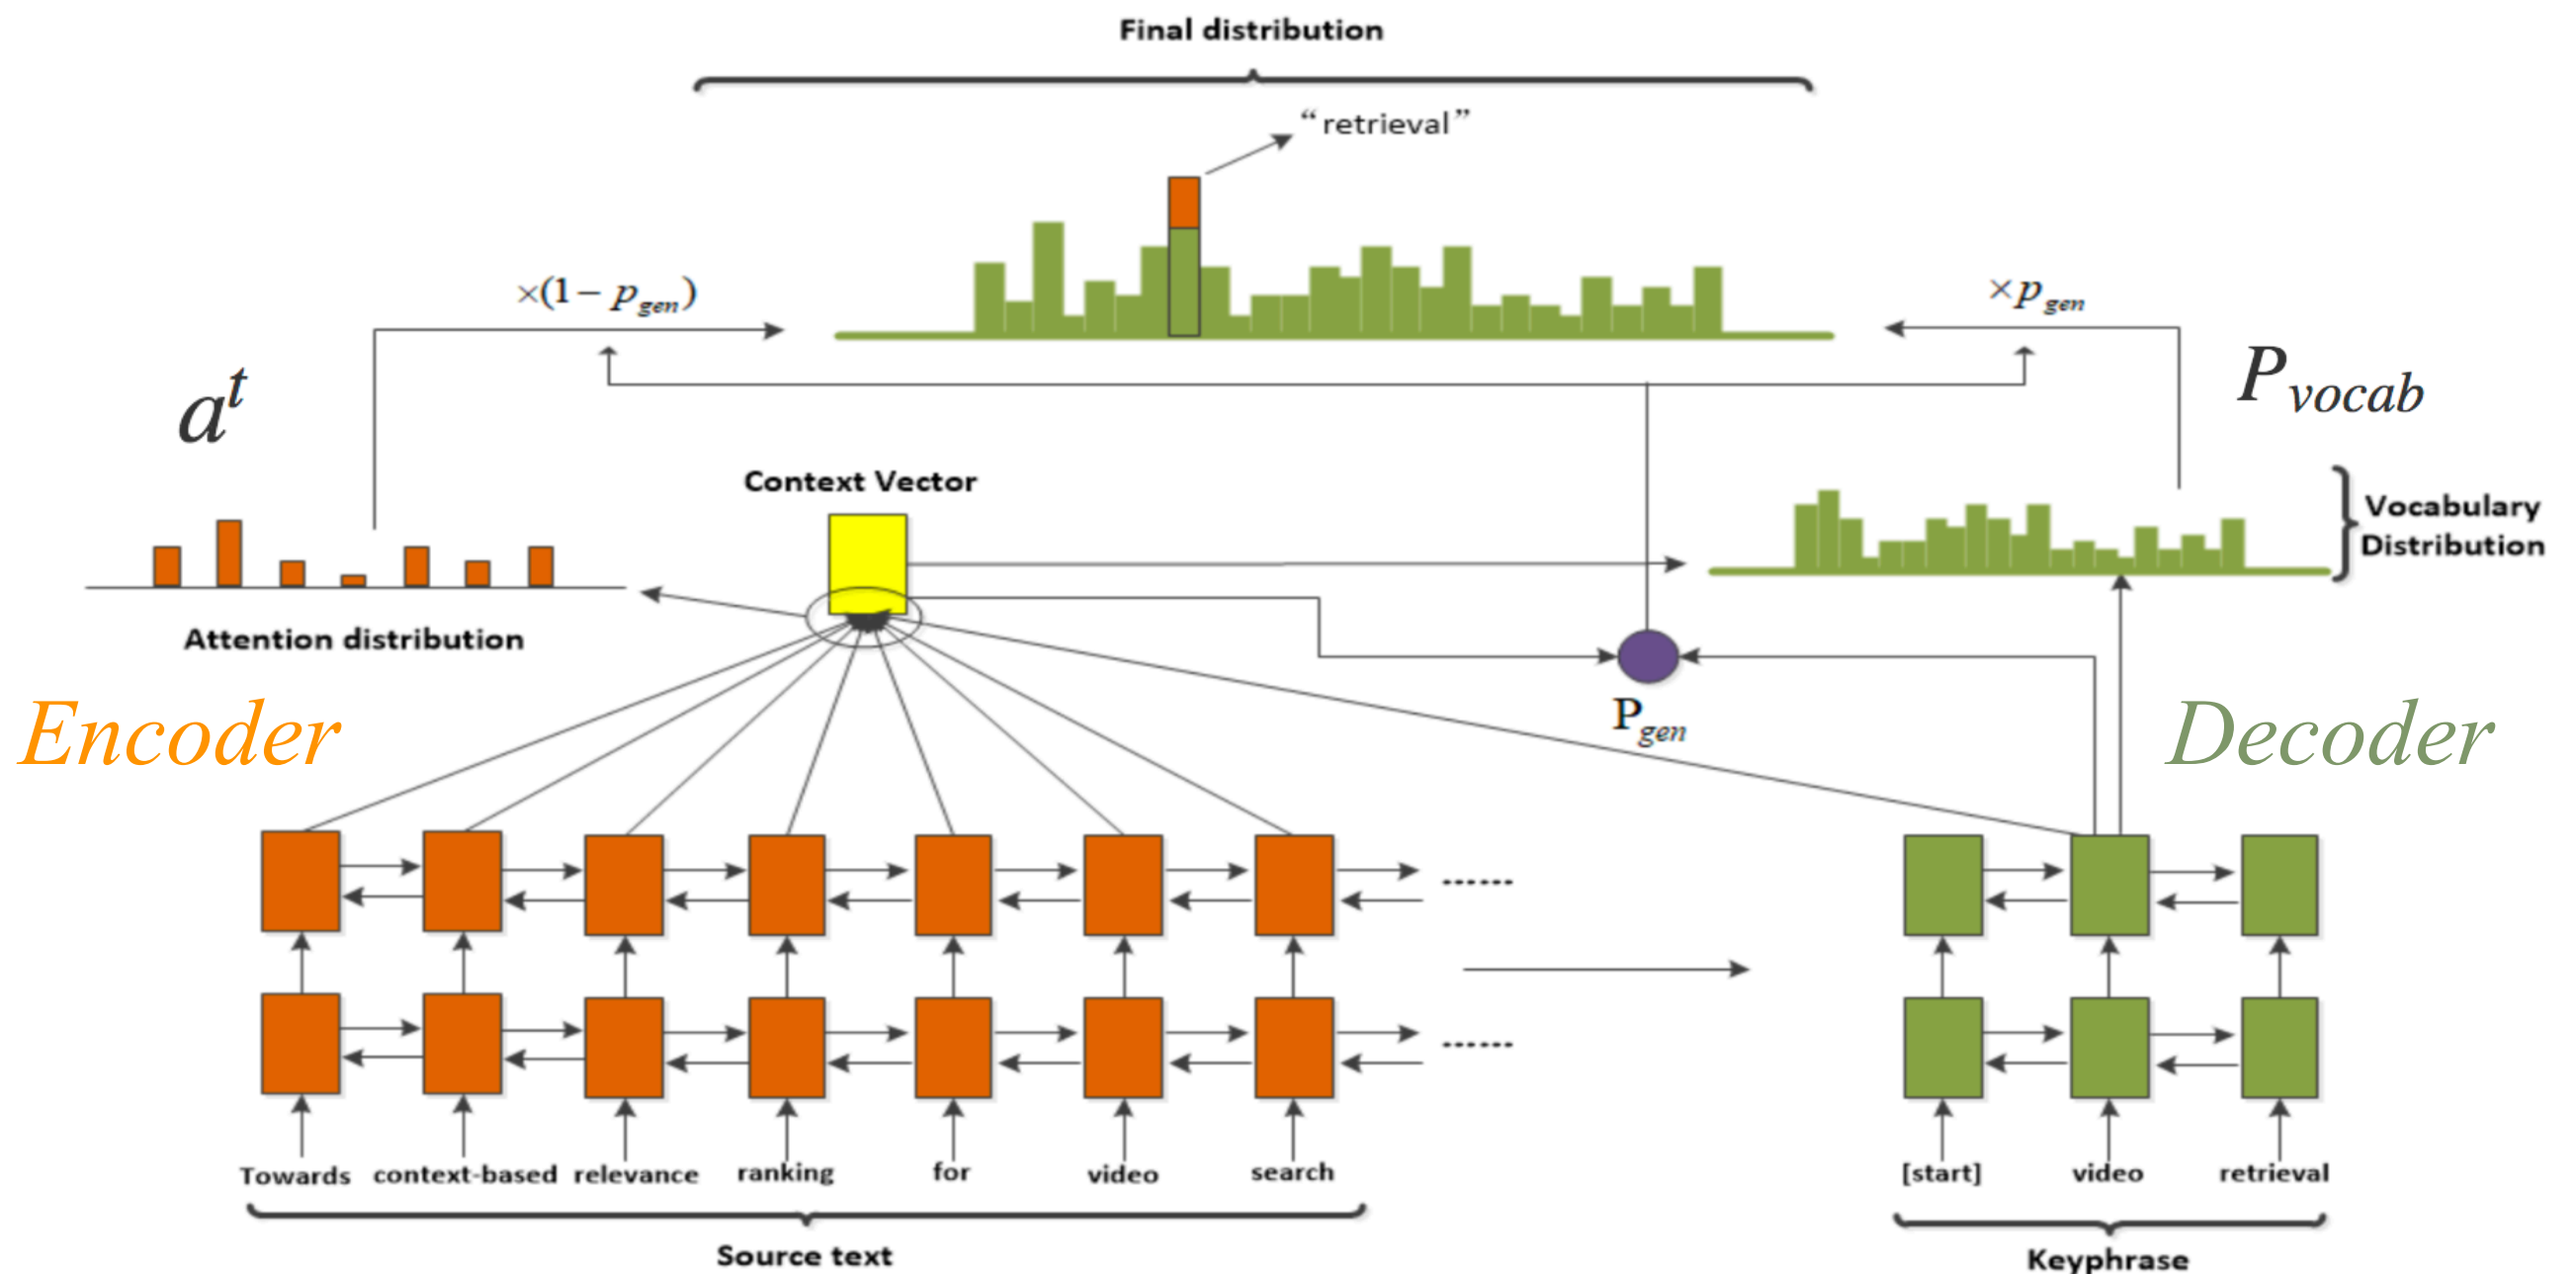 Final distribution
“retrieval”
×(1− p_gen)
×p_gen
a^t
P_vocab
Context Vector
Vocabulary
Distribution
Attention distribution
Encoder
P_gen
Decoder
......
......
Towards context-based relevance ranking for video search
[start] video retrieval
Source text
Keyphrase